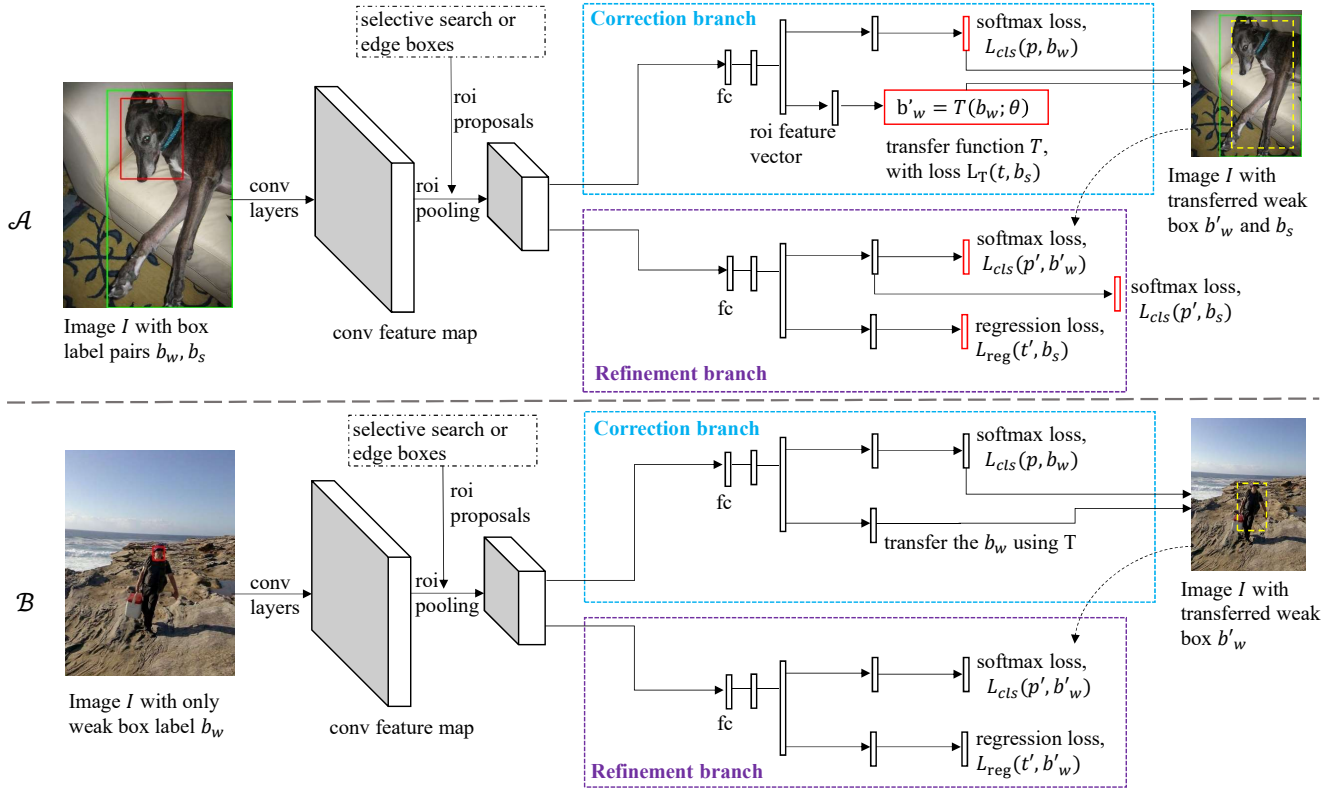 selective search or
edge boxes
roi
proposals
conv
layers
roi
pooling
conv feature map
𝒜
Image I with box
label pairs b_w, b_s
Correction branch
fc
roi feature
vector
softmax loss,
L_cls(p, b_w)
b'_w = T(b_w; θ)
transfer function T,
with loss L_T(t, b_s)
Image I with
transferred weak
box b'_w and b_s
fc
softmax loss,
L_cls(p', b'_w)
softmax loss,
L_cls(p', b_s)
regression loss,
L_reg(t', b_s)
Refinement branch
selective search or
edge boxes
roi
proposals
conv
layers
roi
pooling
conv feature map
ℬ
Image I with only
weak box label b_w
Correction branch
fc
softmax loss,
L_cls(p, b_w)
transfer the b_w using T
Image I with
transferred weak
box b'_w
fc
softmax loss,
L_cls(p', b'_w)
regression loss,
L_reg(t', b'_w)
Refinement branch